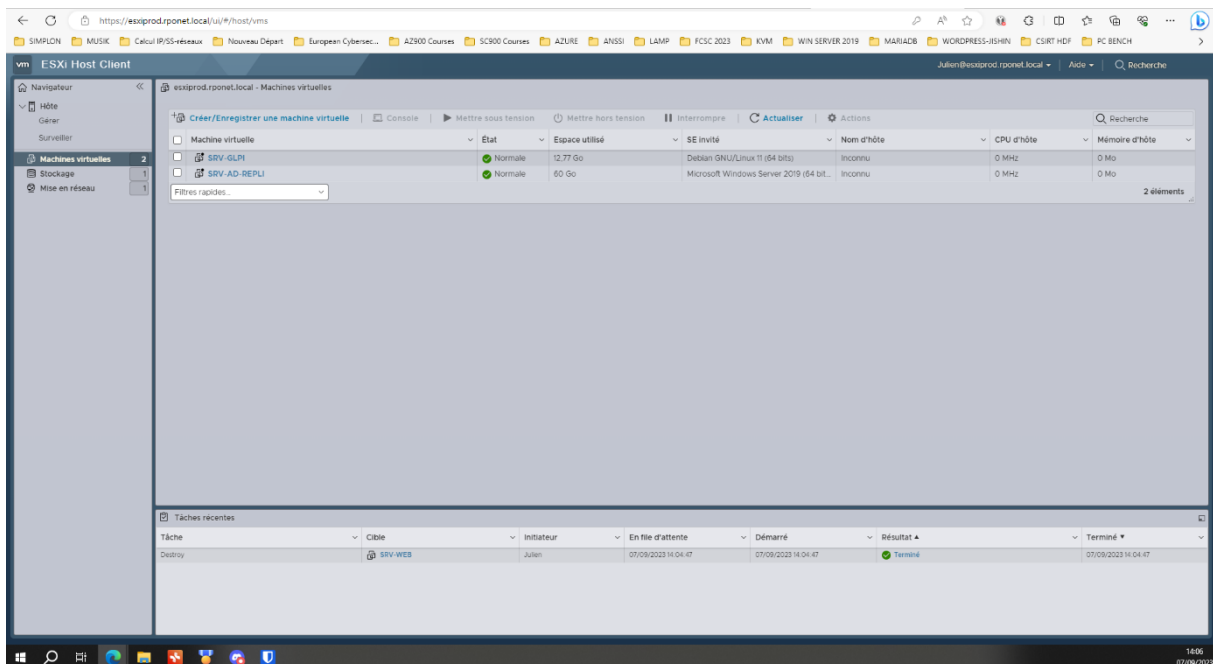 https://esxiprod.rponet.local/ui/#/host/vms
SIMPLON MUSIK Calcul IP/SS-réseaux Nouveau Départ European Cybersec... AZ900 Courses SC900 Courses AZURE ANSSI LAMP FCSC 2023 KVM WIN SERVER 2019 MARIADB WORDPRESS-JISHIN CSIRT HDF PC BENCH
vm ESXi Host Client Julien@esxiprod.rponet.local Aide Recherche
Navigateur esxiprod.rponet.local - Machines virtuelles
Hôte
Gérer
Surveiller
Machines virtuelles 2
Stockage 1
Mise en réseau 1
Créer/Enregistrer une machine virtuelle Console Mettre sous tension Mettre hors tension Interrompre Actualiser Actions Recherche
Machine virtuelle État Espace utilisé SE invité Nom d'hôte CPU d'hôte Mémoire d'hôte
SRV-GLPI Normale 12,77 Go Debian GNU/Linux 11 (64 bits) Inconnu 0 MHz 0 Mo
SRV-AD-REPLI Normale 60 Go Microsoft Windows Server 2019 (64 bit... Inconnu 0 MHz 0 Mo
Filtres rapides... 2 éléments
Tâches récentes
Tâche Cible Initiateur En file d'attente Démarré Résultat Terminé
Destroy SRV-WEB Julien 07/09/2023 14:04:47 07/09/2023 14:04:47 Terminé 07/09/2023 14:04:47
14:06
07/09/2023